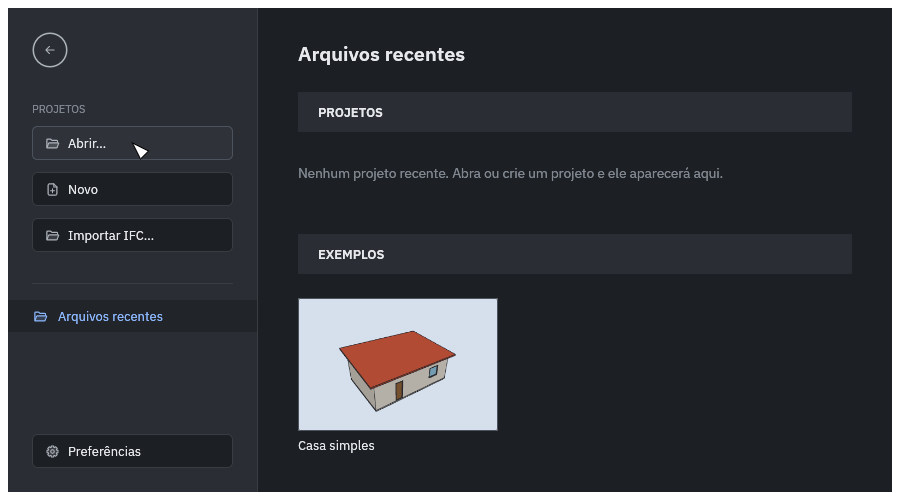 PROJETOS
Abrir...
Novo
Importar IFC...
Arquivos recentes
Preferências
Arquivos recentes
PROJETOS
Nenhum projeto recente. Abra ou crie um projeto e ele aparecerá aqui.
EXEMPLOS
Casa simples